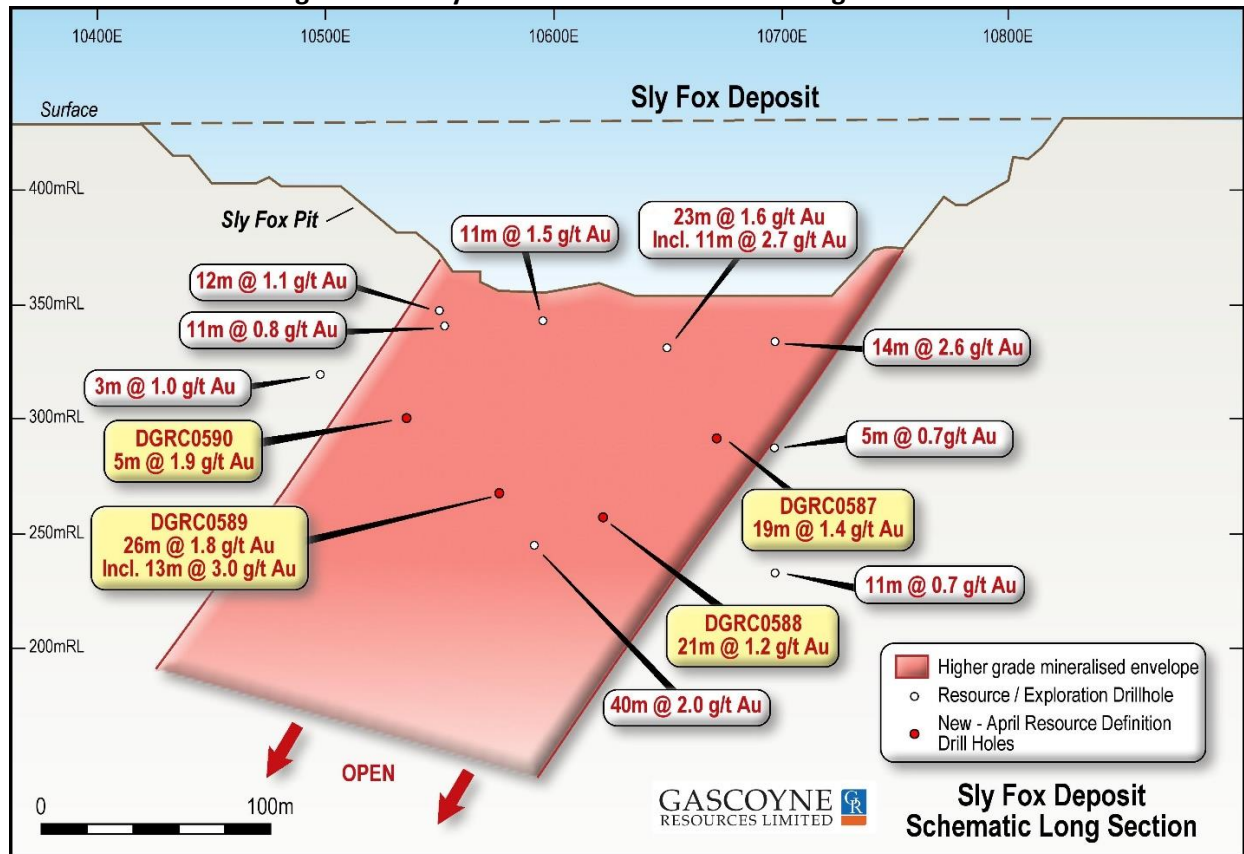 10400E
10500E
10600E
10700E
10800E
Surface
Sly Fox Deposit
400mRL
350mRL
300mRL
250mRL
200mRL
Sly Fox Pit
11m @ 1.5 g/t Au
23m @ 1.6 g/t Au
Incl. 11m @ 2.7 g/t Au
12m @ 1.1 g/t Au
11m @ 0.8 g/t Au
14m @ 2.6 g/t Au
3m @ 1.0 g/t Au
DGRC0590
5m @ 1.9 g/t Au
5m @ 0.7g/t Au
DGRC0587
19m @ 1.4 g/t Au
DGRC0589
26m @ 1.8 g/t Au
Incl. 13m @ 3.0 g/t Au
11m @ 0.7 g/t Au
DGRC0588
21m @ 1.2 g/t Au
40m @ 2.0 g/t Au
Higher grade mineralised envelope
Resource / Exploration Drillhole
New - April Resource Definition
Drill Holes
OPEN
0
100m
GASCOYNE
RESOURCES LIMITED
GR
Sly Fox Deposit
Schematic Long Section